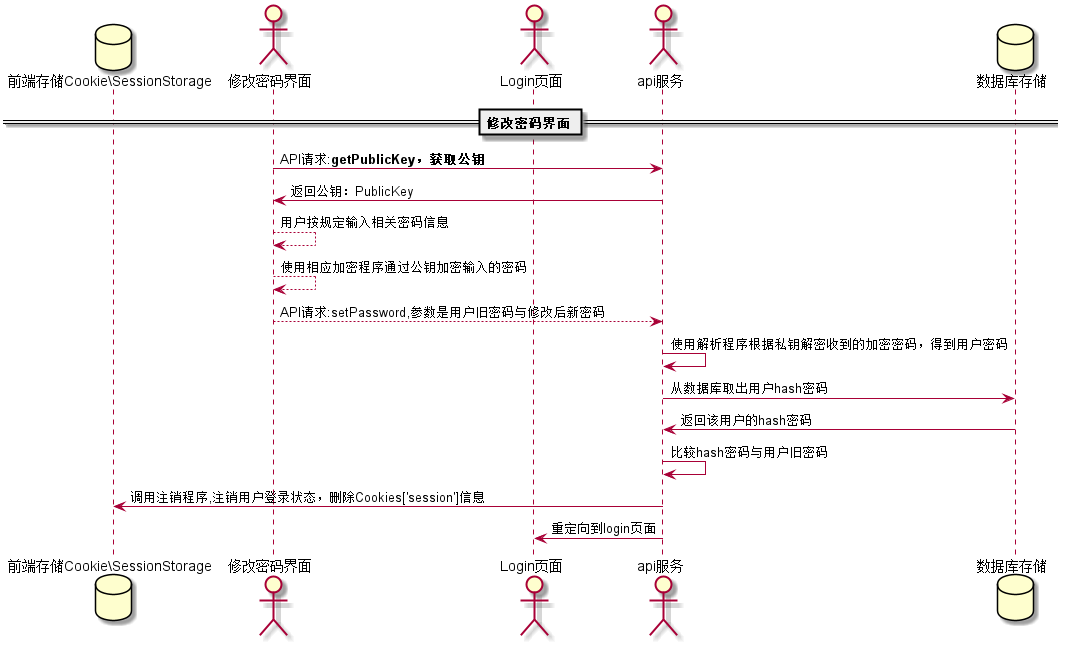 前端存储Cookie\SessionStorage
修改密码界面
Login页面
api服务
数据库存储
修改密码界面
API请求:getPublicKey，获取公钥
返回公钥：PublicKey
用户按规定输入相关密码信息
使用相应加密程序通过公钥加密输入的密码
API请求:setPassword,参数是用户旧密码与修改后新密码
使用解析程序根据私钥解密收到的加密密码，得到用户密码
从数据库取出用户hash密码
返回该用户的hash密码
比较hash密码与用户旧密码
调用注销程序,注销用户登录状态，删除Cookies['session']信息
重定向到login页面
前端存储Cookie\SessionStorage
修改密码界面
Login页面
api服务
数据库存储